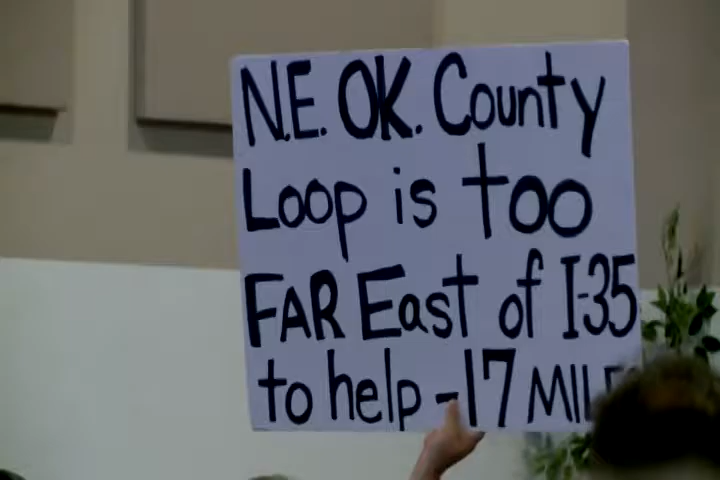 N.E. OK. County
Loop is too
FAR East of I-35
to help - 17